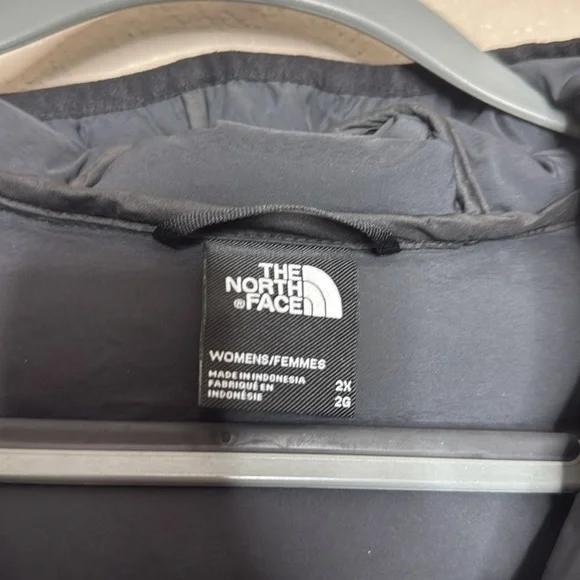 THE
NORTH
®FACE
WOMENS/FEMMES
MADE IN INDONESIA
FABRIQUÉ EN
INDONÉSIE
2X
2G